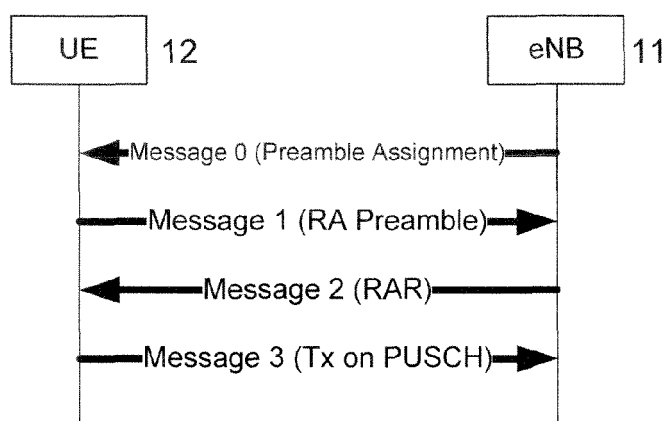 UE 12 eNB 11
Message 0 (Preamble Assignment)
Message 1 (RA Preamble)
Message 2 (RAR)
Message 3 (Tx on PUSCH)